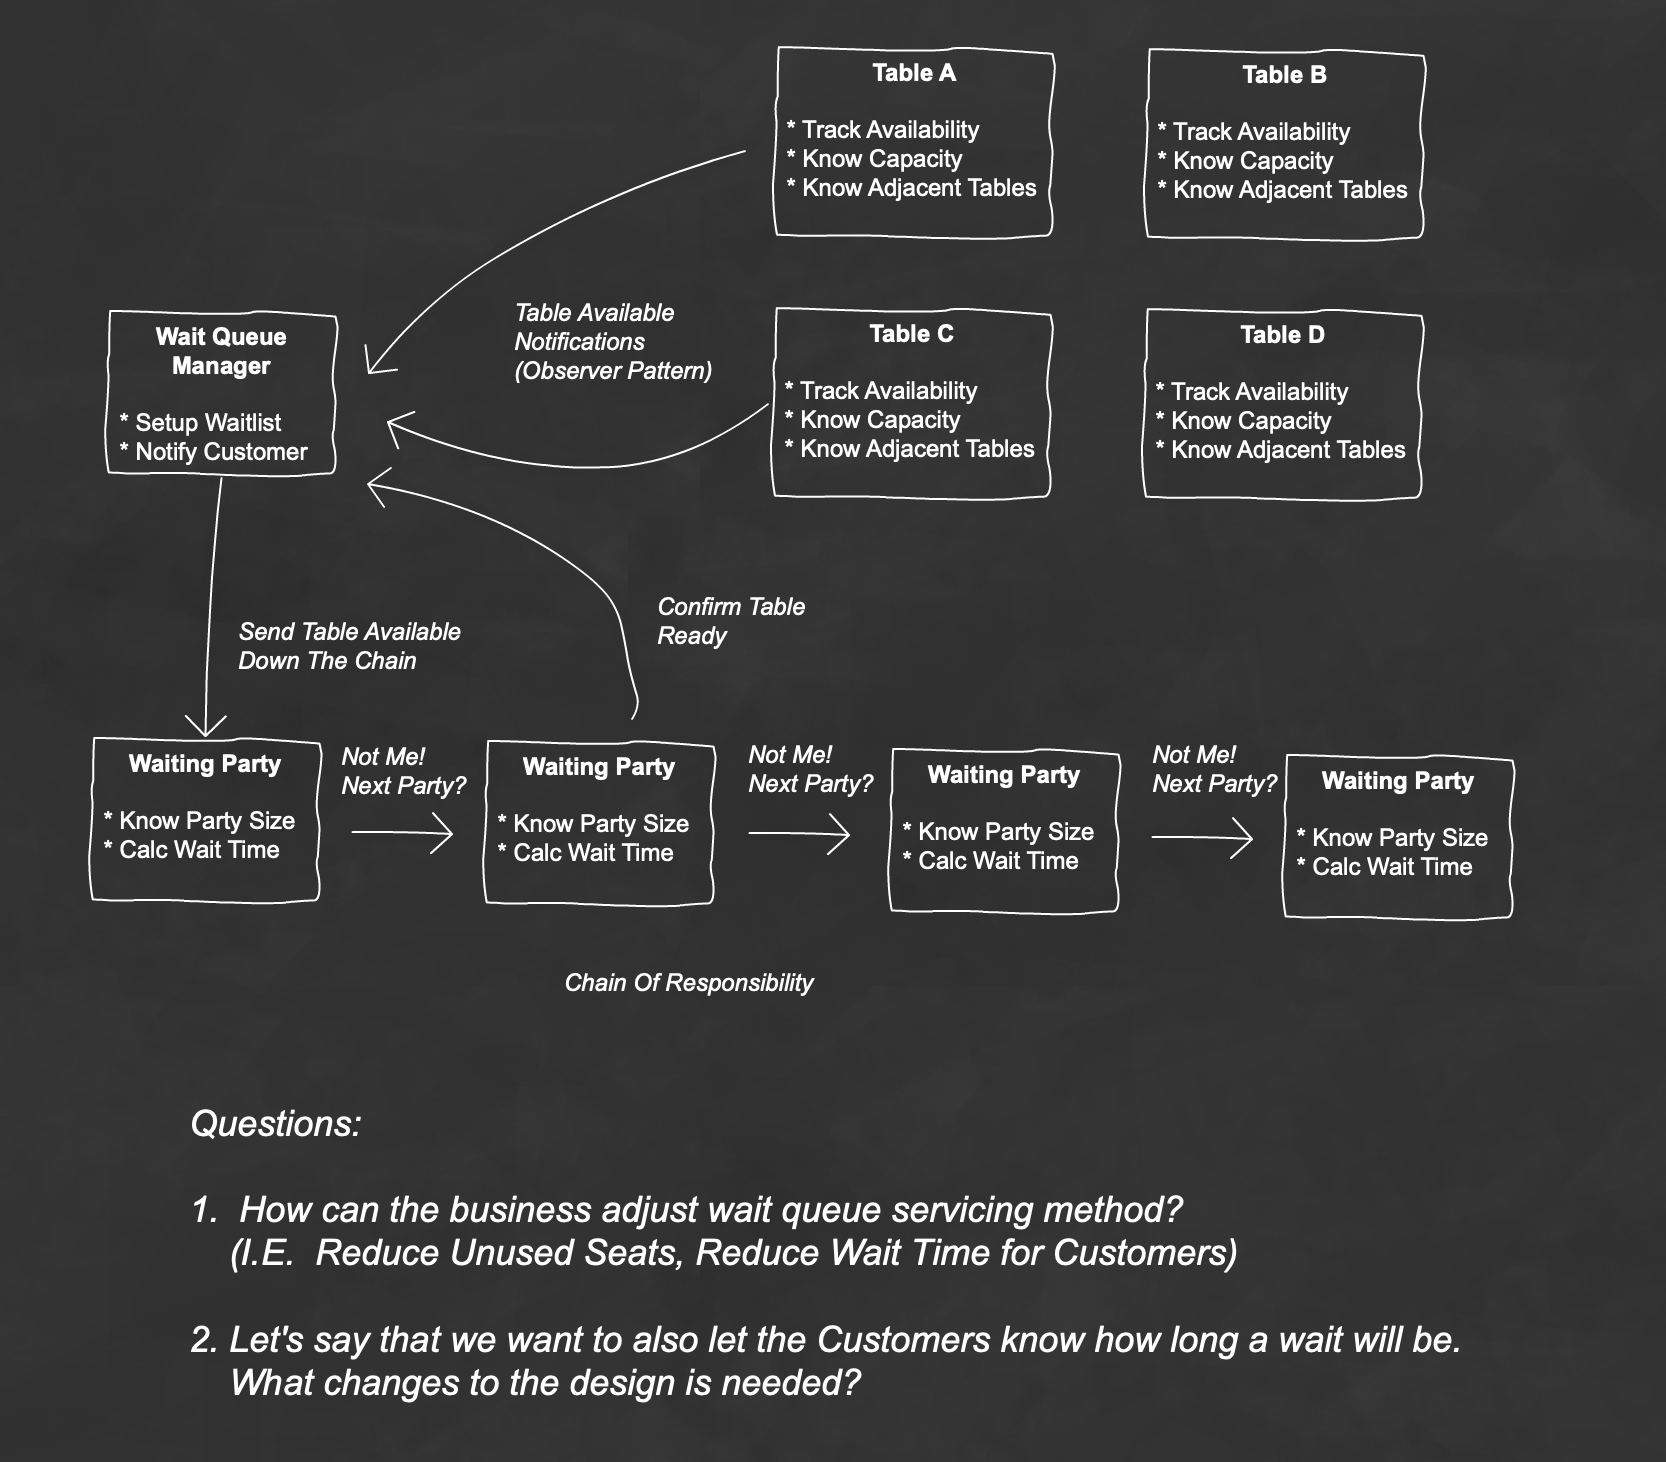 Table A
* Track Availability
* Know Capacity
* Know Adjacent Tables
Table B
* Track Availability
* Know Capacity
* Know Adjacent Tables
Wait Queue
Manager
* Setup Waitlist
* Notify Customer
Table Available
Notifications
(Observer Pattern)
Table C
* Track Availability
* Know Capacity
* Know Adjacent Tables
Table D
* Track Availability
* Know Capacity
* Know Adjacent Tables
Send Table Available
Down The Chain
Confirm Table
Ready
Waiting Party
* Know Party Size
* Calc Wait Time
Not Me!
Next Party?
Waiting Party
* Know Party Size
* Calc Wait Time
Not Me!
Next Party?
Waiting Party
* Know Party Size
* Calc Wait Time
Not Me!
Next Party?
Waiting Party
* Know Party Size
* Calc Wait Time
Chain Of Responsibility
Questions:
1.  How can the business adjust wait queue servicing method?
(I.E.  Reduce Unused Seats, Reduce Wait Time for Customers)
2. Let's say that we want to also let the Customers know how long a wait will be.
What changes to the design is needed?